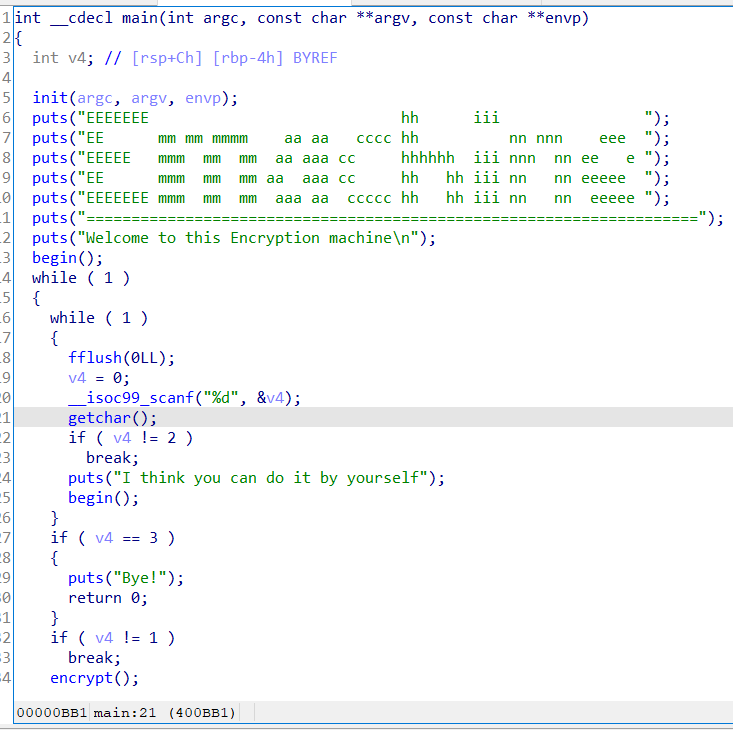 1 int __cdecl main(int argc, const char **argv, const char **envp)
2 {
3   int v4; // [rsp+Ch] [rbp-4h] BYREF
4
5   init(argc, argv, envp);
6   puts("EEEEEEE                            hh      iii                ");
7   puts("EE      mm mm mmmm    aa aa   cccc hh          nn nnn    eee  ");
8   puts("EEEEE   mmm  mm  mm  aa aaa cc     hhhhhh  iii nnn  nn ee   e ");
9   puts("EE      mmm  mm  mm aa  aaa cc     hh   hh iii nn   nn eeeee  ");
0   puts("EEEEEEE mmm  mm  mm  aaa aa  ccccc hh   hh iii nn   nn  eeeee ");
1   puts("====================================================================");
2   puts("Welcome to this Encryption machine\n");
3   begin();
4   while ( 1 )
5   {
6     while ( 1 )
7     {
8       fflush(0LL);
9       v4 = 0;
0       __isoc99_scanf("%d", &v4);
1       getchar();
2       if ( v4 != 2 )
3         break;
4       puts("I think you can do it by yourself");
5       begin();
6     }
7     if ( v4 == 3 )
8     {
9       puts("Bye!");
0       return 0;
1     }
2     if ( v4 != 1 )
3       break;
4     encrypt();
00000BB1 main:21 (400BB1)